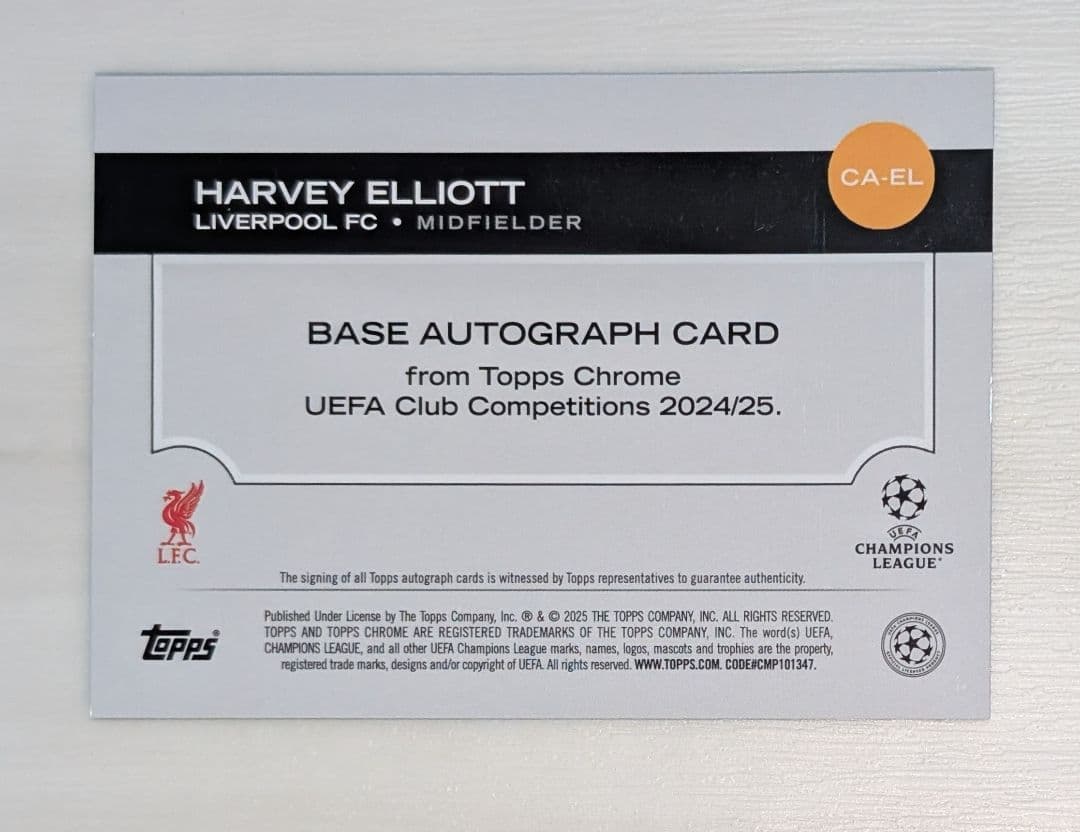 CA-EL
HARVEY ELLIOTT
LIVERPOOL FC • MIDFIELDER
BASE AUTOGRAPH CARD
from Topps Chrome
UEFA Club Competitions 2024/25.
L.F.C.
UEFA
CHAMPIONS
LEAGUE®
The signing of all Topps autograph cards is witnessed by Topps representatives to guarantee authenticity.
topps®
Published Under License by The Topps Company, Inc. ® & © 2025 THE TOPPS COMPANY, INC. ALL RIGHTS RESERVED.
TOPPS AND TOPPS CHROME ARE REGISTERED TRADEMARKS OF THE TOPPS COMPANY, INC. The word(s) UEFA,
CHAMPIONS LEAGUE, and all other UEFA Champions League marks, names, logos, mascots and trophies are the property,
registered trade marks, designs and/or copyright of UEFA. All rights reserved. WWW.TOPPS.COM. CODE#CMP101347.